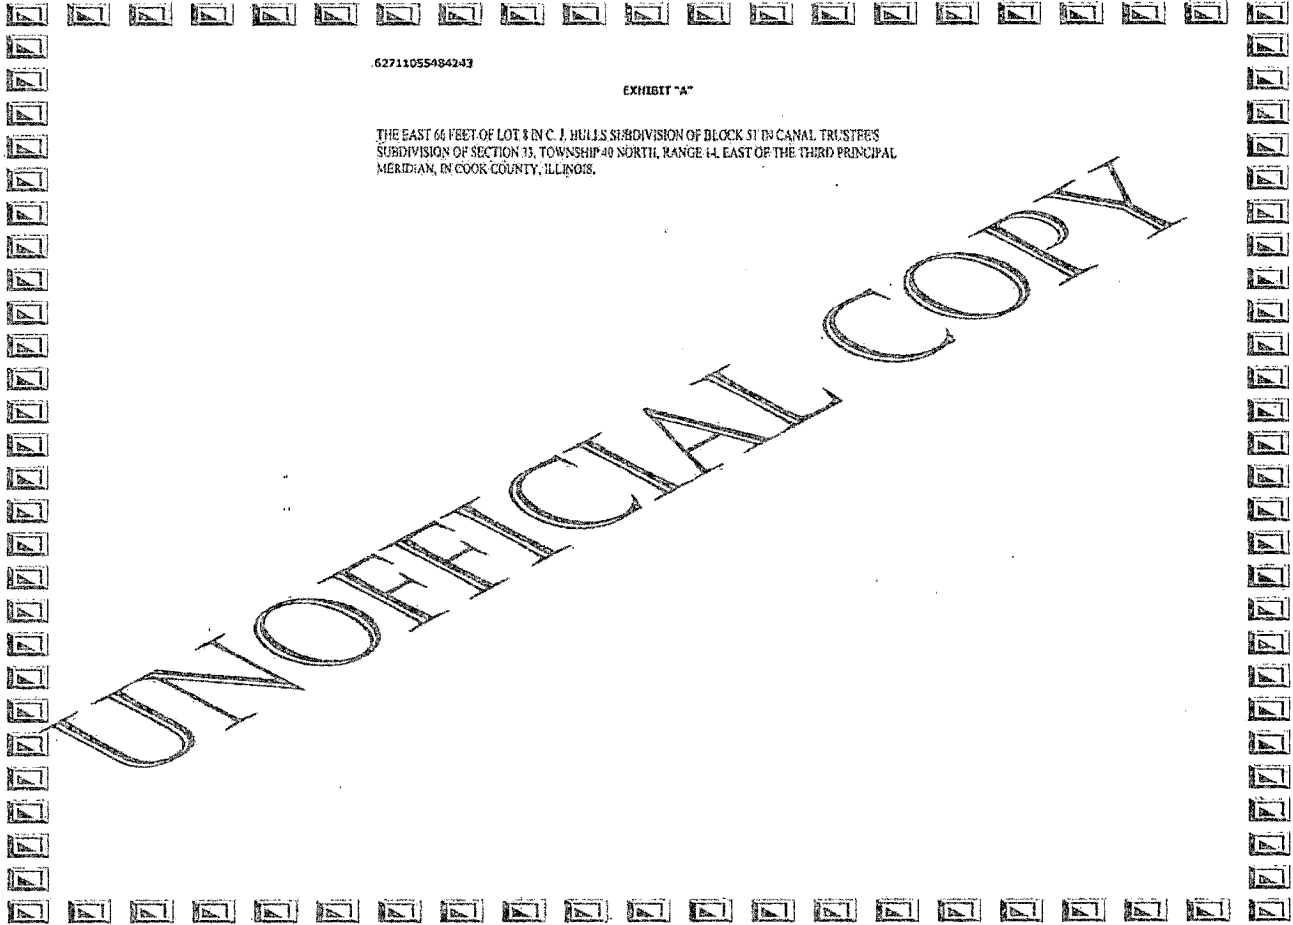 .62711055484243
EXHIBIT "A"
THE EAST 66 FEET OF LOT 8 IN C. J. HULLS SUBDIVISION OF BLOCK 51 IN CANAL TRUSTEE'S
SUBDIVISION OF SECTION 33, TOWNSHIP 40 NORTH, RANGE 14, EAST OF THE THIRD PRINCIPAL
MERIDIAN, IN COOK COUNTY, ILLINOIS.
UNOFFICIAL COPY